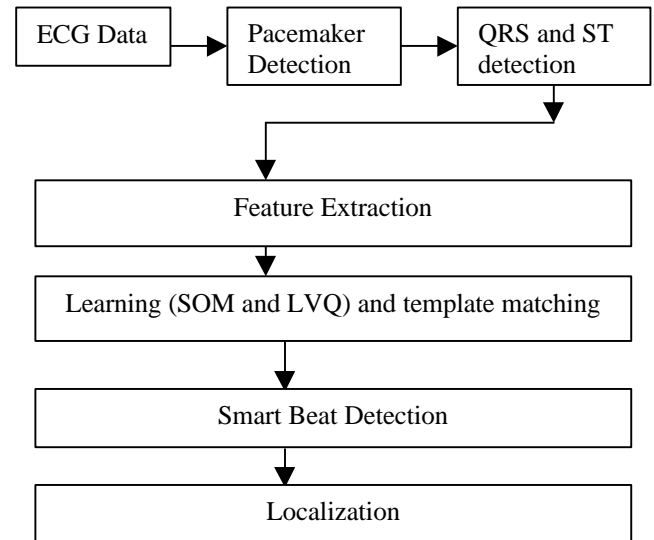 ECG Data
Pacemaker
Detection
QRS and ST
detection
Feature Extraction
Learning (SOM and LVQ) and template matching
Smart Beat Detection
Localization